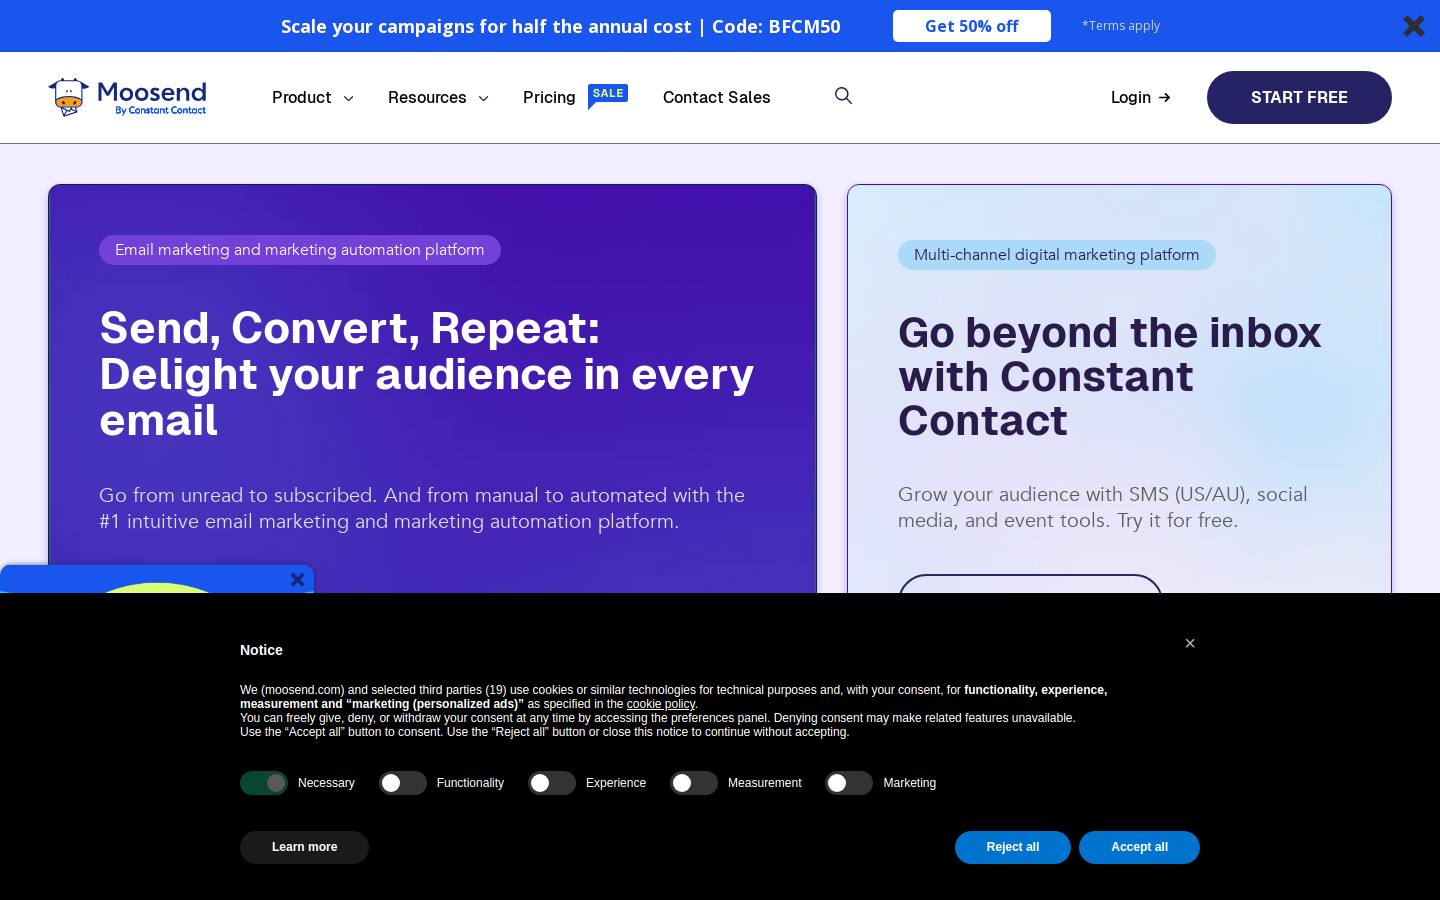 Scale your campaigns for half the annual cost | Code: BFCM50
Get 50% off
*Terms apply
Moosend
By Constant Contact
Product
Resources
Pricing
SALE
Contact Sales
Login →
START FREE
Email marketing and marketing automation platform
Send, Convert, Repeat:
Delight your audience in every
email
Go from unread to subscribed. And from manual to automated with the
#1 intuitive email marketing and marketing automation platform.
Multi-channel digital marketing platform
Go beyond the inbox
with Constant
Contact
Grow your audience with SMS (US/AU), social
media, and event tools. Try it for free.
Notice
×
We (moosend.com) and selected third parties (19) use cookies or similar technologies for technical purposes and, with your consent, for functionality, experience,
measurement and “marketing (personalized ads)” as specified in the cookie policy.
You can freely give, deny, or withdraw your consent at any time by accessing the preferences panel. Denying consent may make related features unavailable.
Use the “Accept all” button to consent. Use the “Reject all” button or close this notice to continue without accepting.
Necessary
Functionality
Experience
Measurement
Marketing
Learn more
Reject all
Accept all